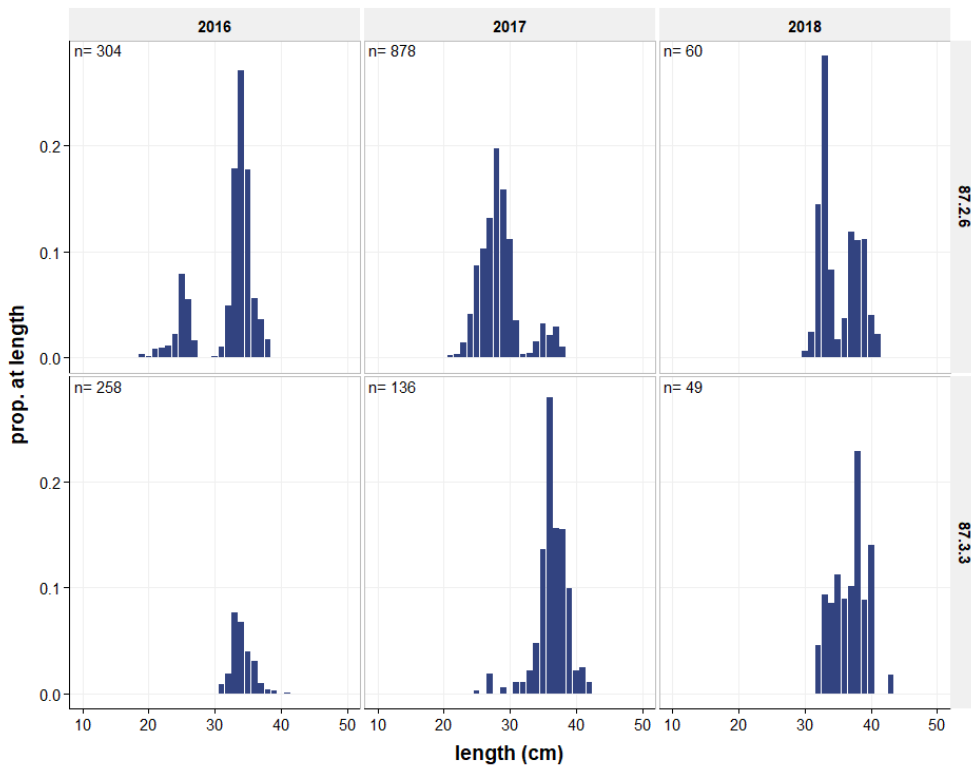 2016 2017 2018
n= 304 n= 878 n= 60
0.2
0.1
0.0
87.2.6
n= 258 n= 136 n= 49
0.2
0.1
0.0
87.3.3
prop. at length
10 20 30 40 50 10 20 30 40 50 10 20 30 40 50
length (cm)